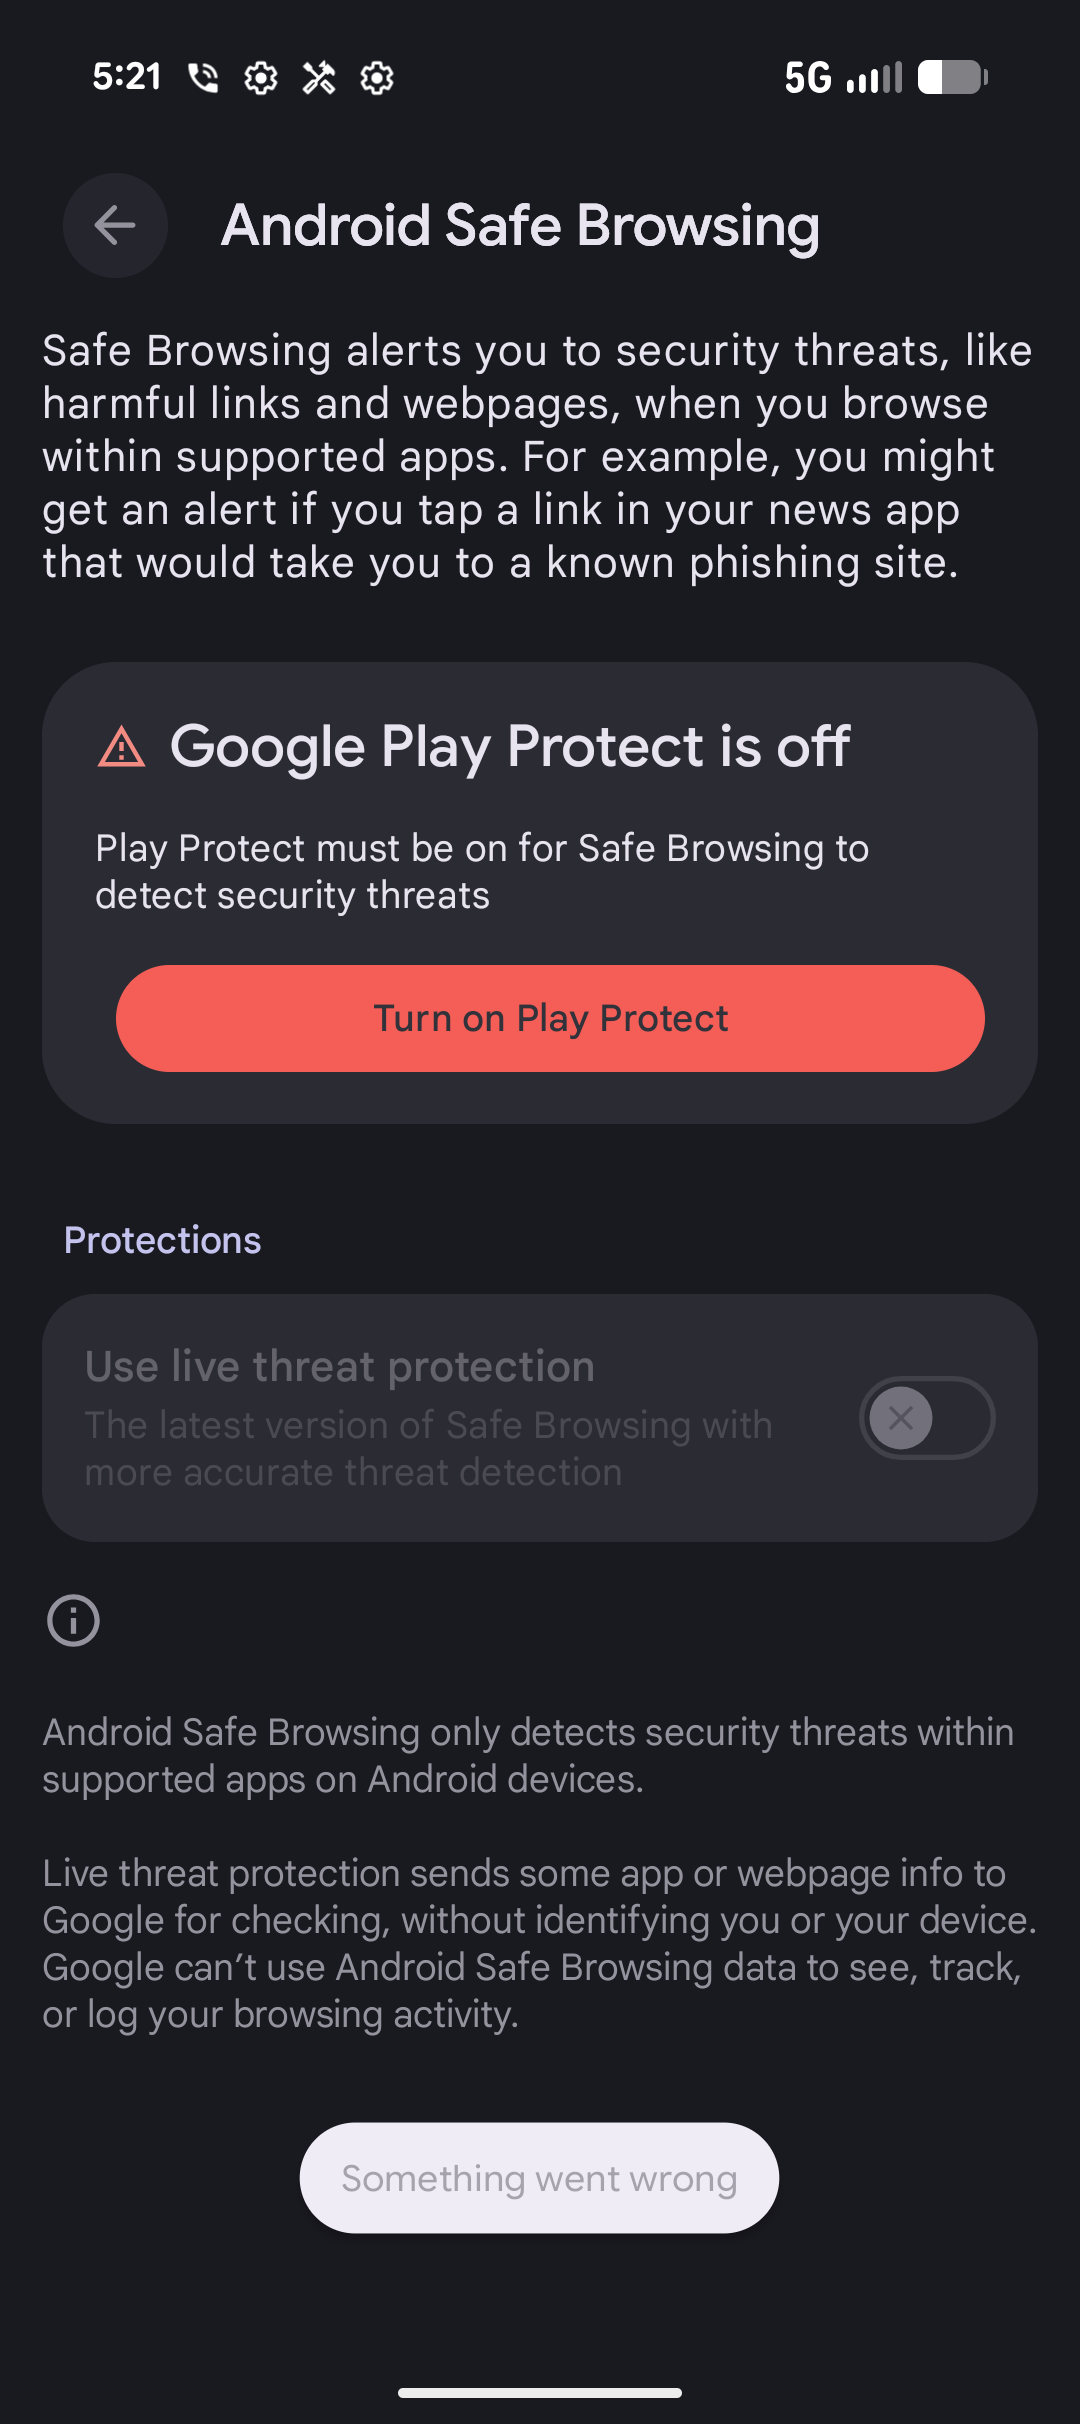 5:21
5G
Android Safe Browsing
Safe Browsing alerts you to security threats, like
harmful links and webpages, when you browse
within supported apps. For example, you might
get an alert if you tap a link in your news app
that would take you to a known phishing site.
Google Play Protect is off
Play Protect must be on for Safe Browsing to
detect security threats
Turn on Play Protect
Protections
Use live threat protection
The latest version of Safe Browsing with
more accurate threat detection
Android Safe Browsing only detects security threats within
supported apps on Android devices.
Live threat protection sends some app or webpage info to
Google for checking, without identifying you or your device.
Google can’t use Android Safe Browsing data to see, track,
or log your browsing activity.
Something went wrong